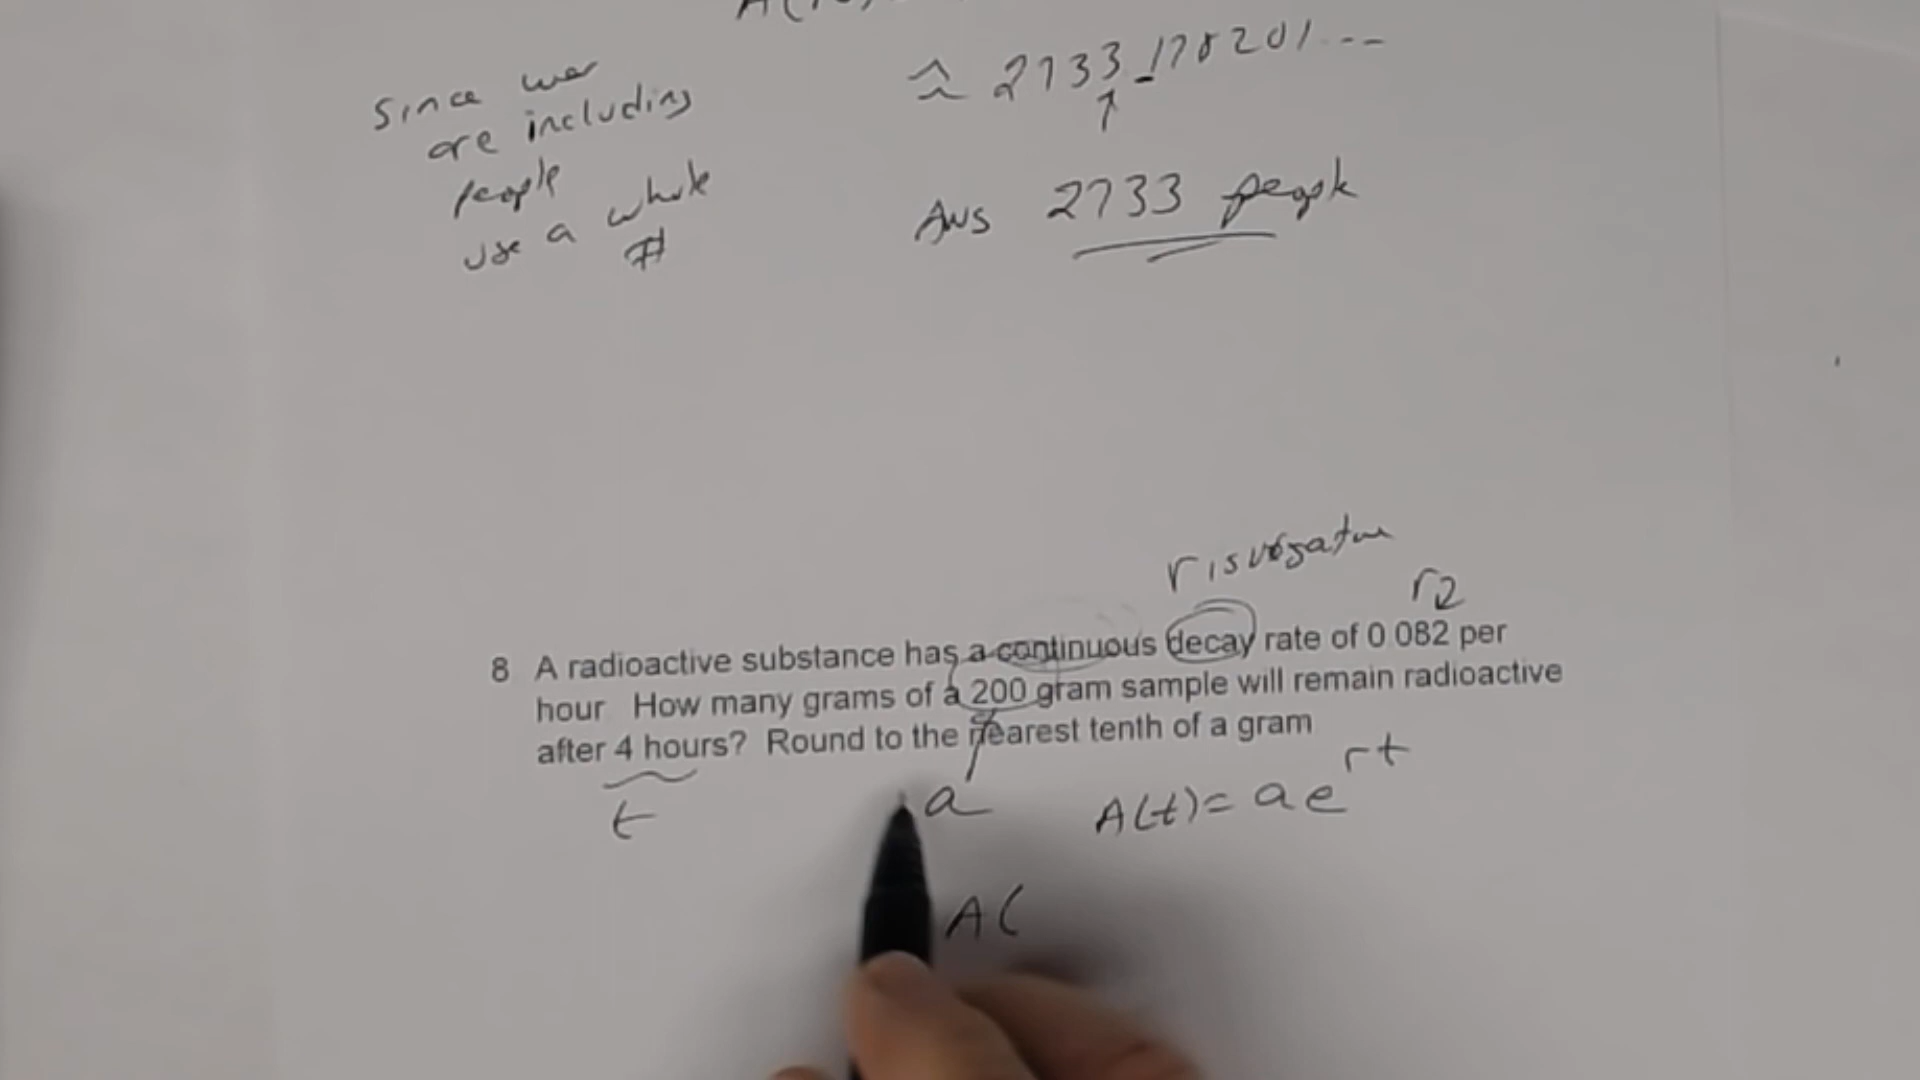 ≈ 2733.178201...
Since we
are including
people
use a whole
#
Ans 2733 people
r is negative
r
8 A radioactive substance has a continuous decay rate of 0 082 per
hour How many grams of a 200 gram sample will remain radioactive
after 4 hours? Round to the nearest tenth of a gram
t
a
A(t) = a e^rt
A(